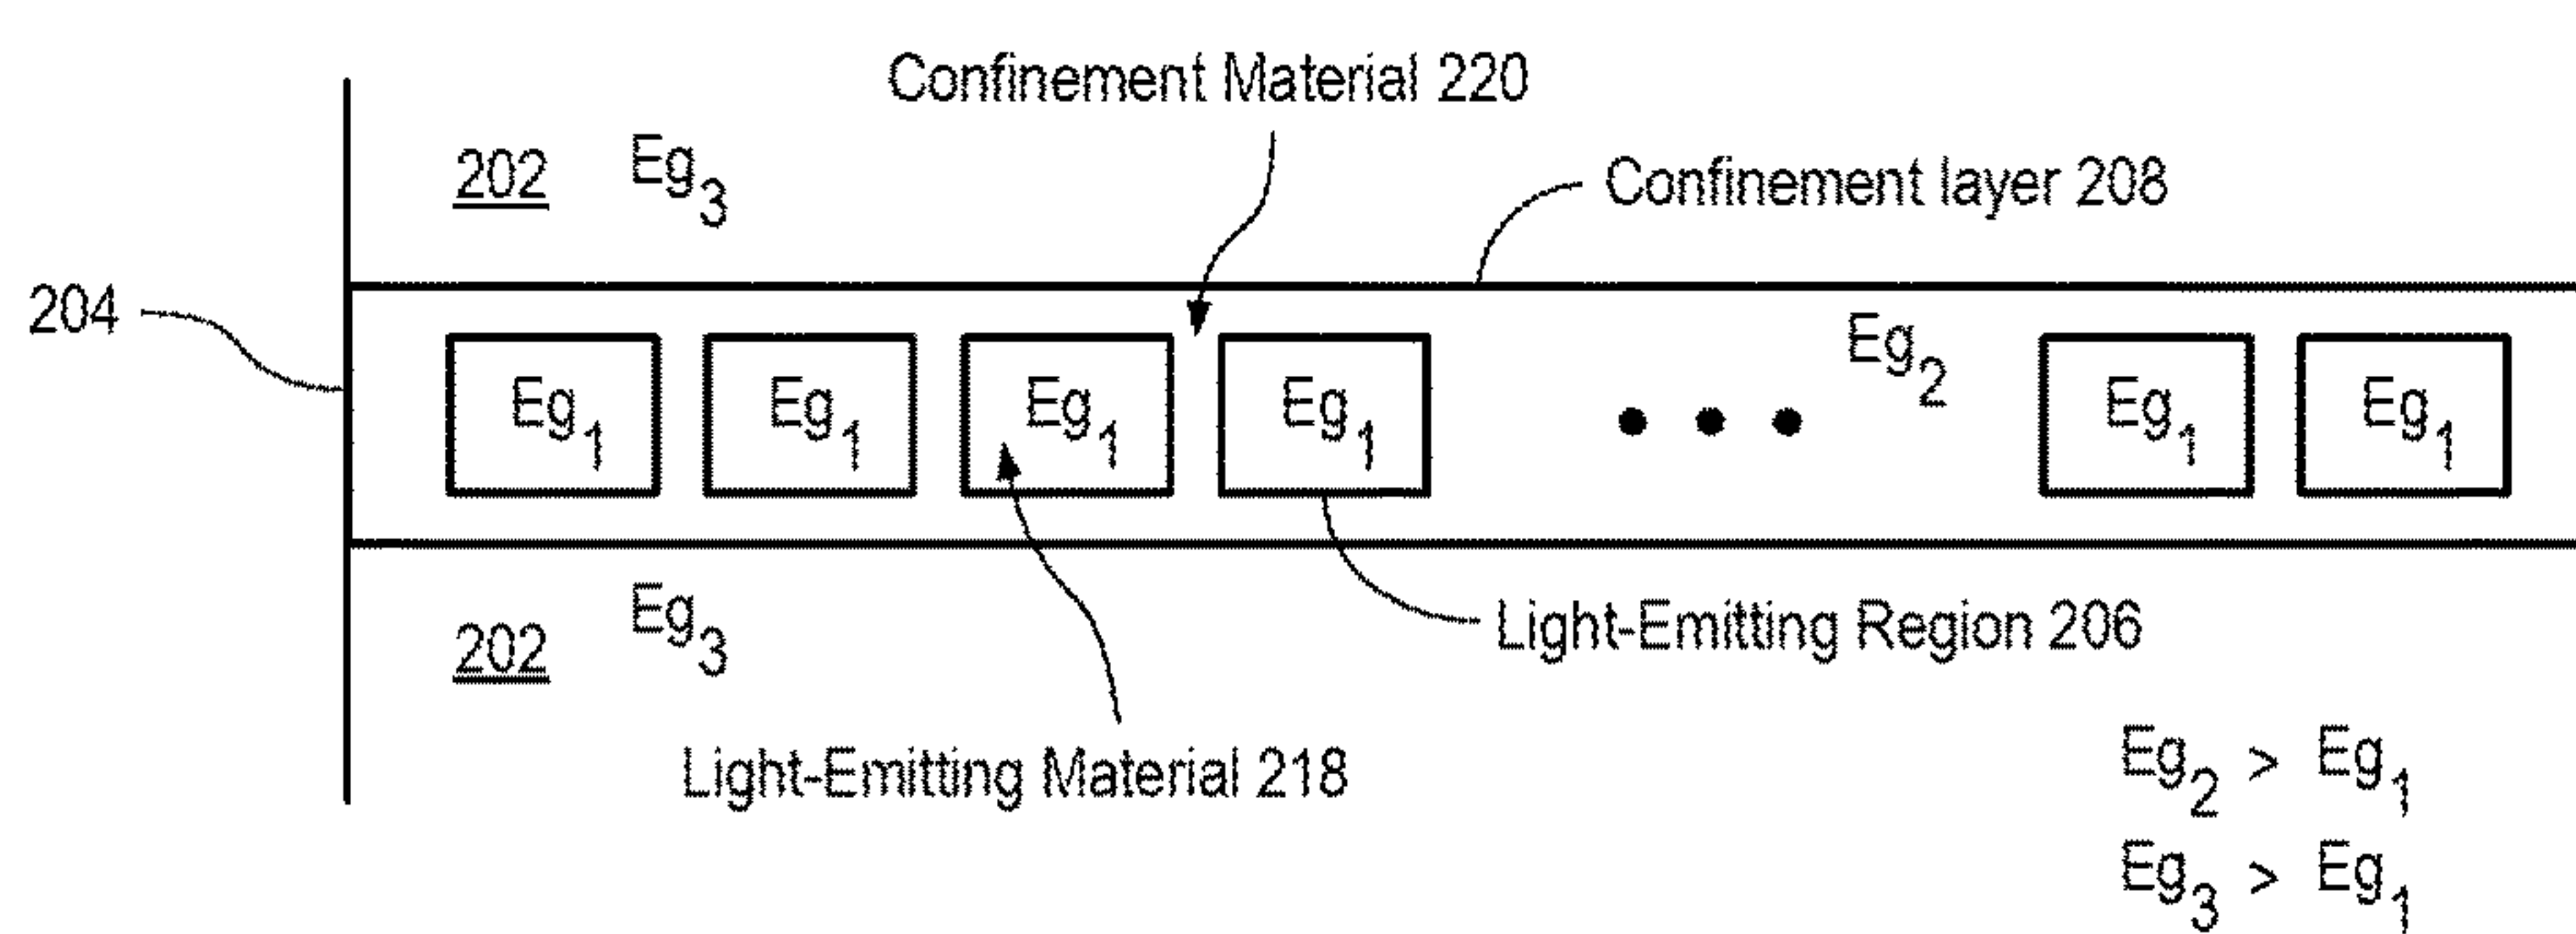 Confinement Material 220
202 Eg3
Confinement layer 208
204
Eg2
Eg1 Eg1 Eg1 Eg1 Eg1 Eg1
202 Eg3
Light-Emitting Region 206
Light-Emitting Material 218
Eg2 > Eg1
Eg3 > Eg1